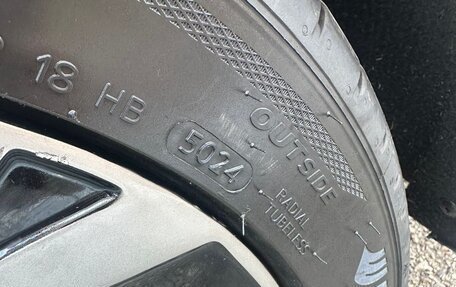 18 HB
5024
OUTSIDE
RADIAL
TUBELESS